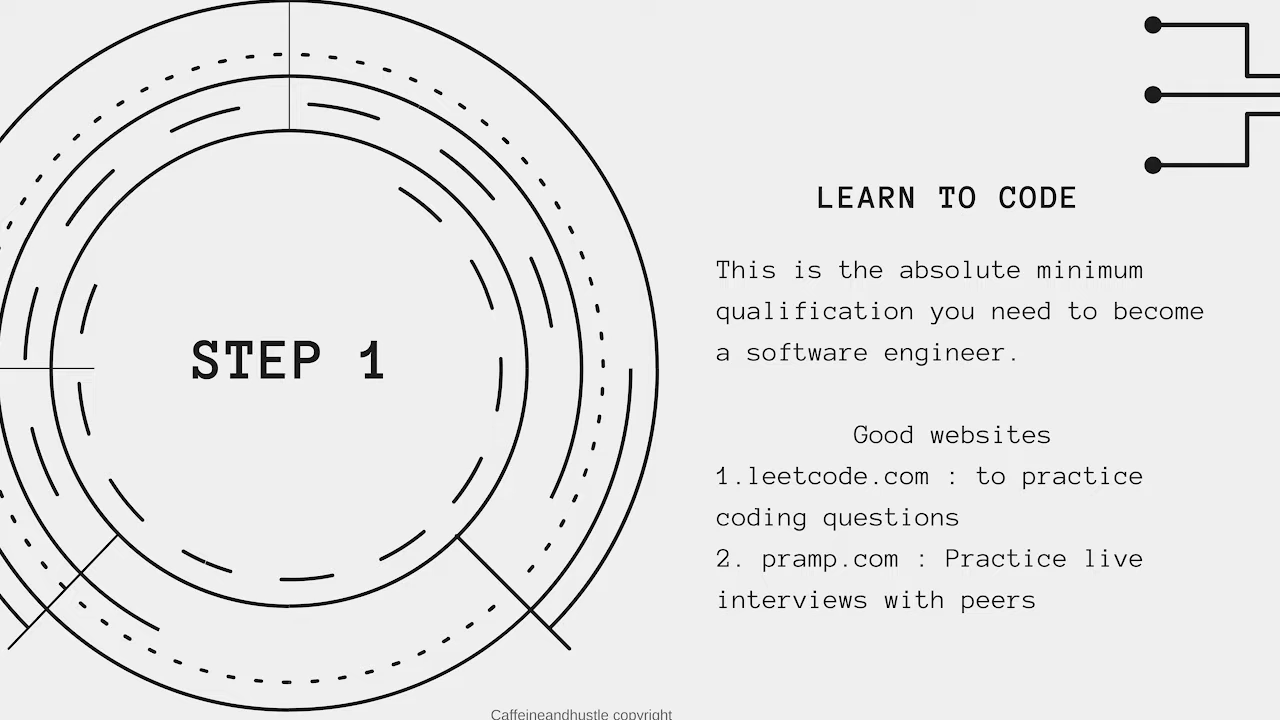 STEP 1
LEARN TO CODE
This is the absolute minimum
qualification you need to become
a software engineer.
Good websites
1.leetcode.com : to practice
coding questions
2. pramp.com : Practice live
interviews with peers
Caffeineandhustle copyright